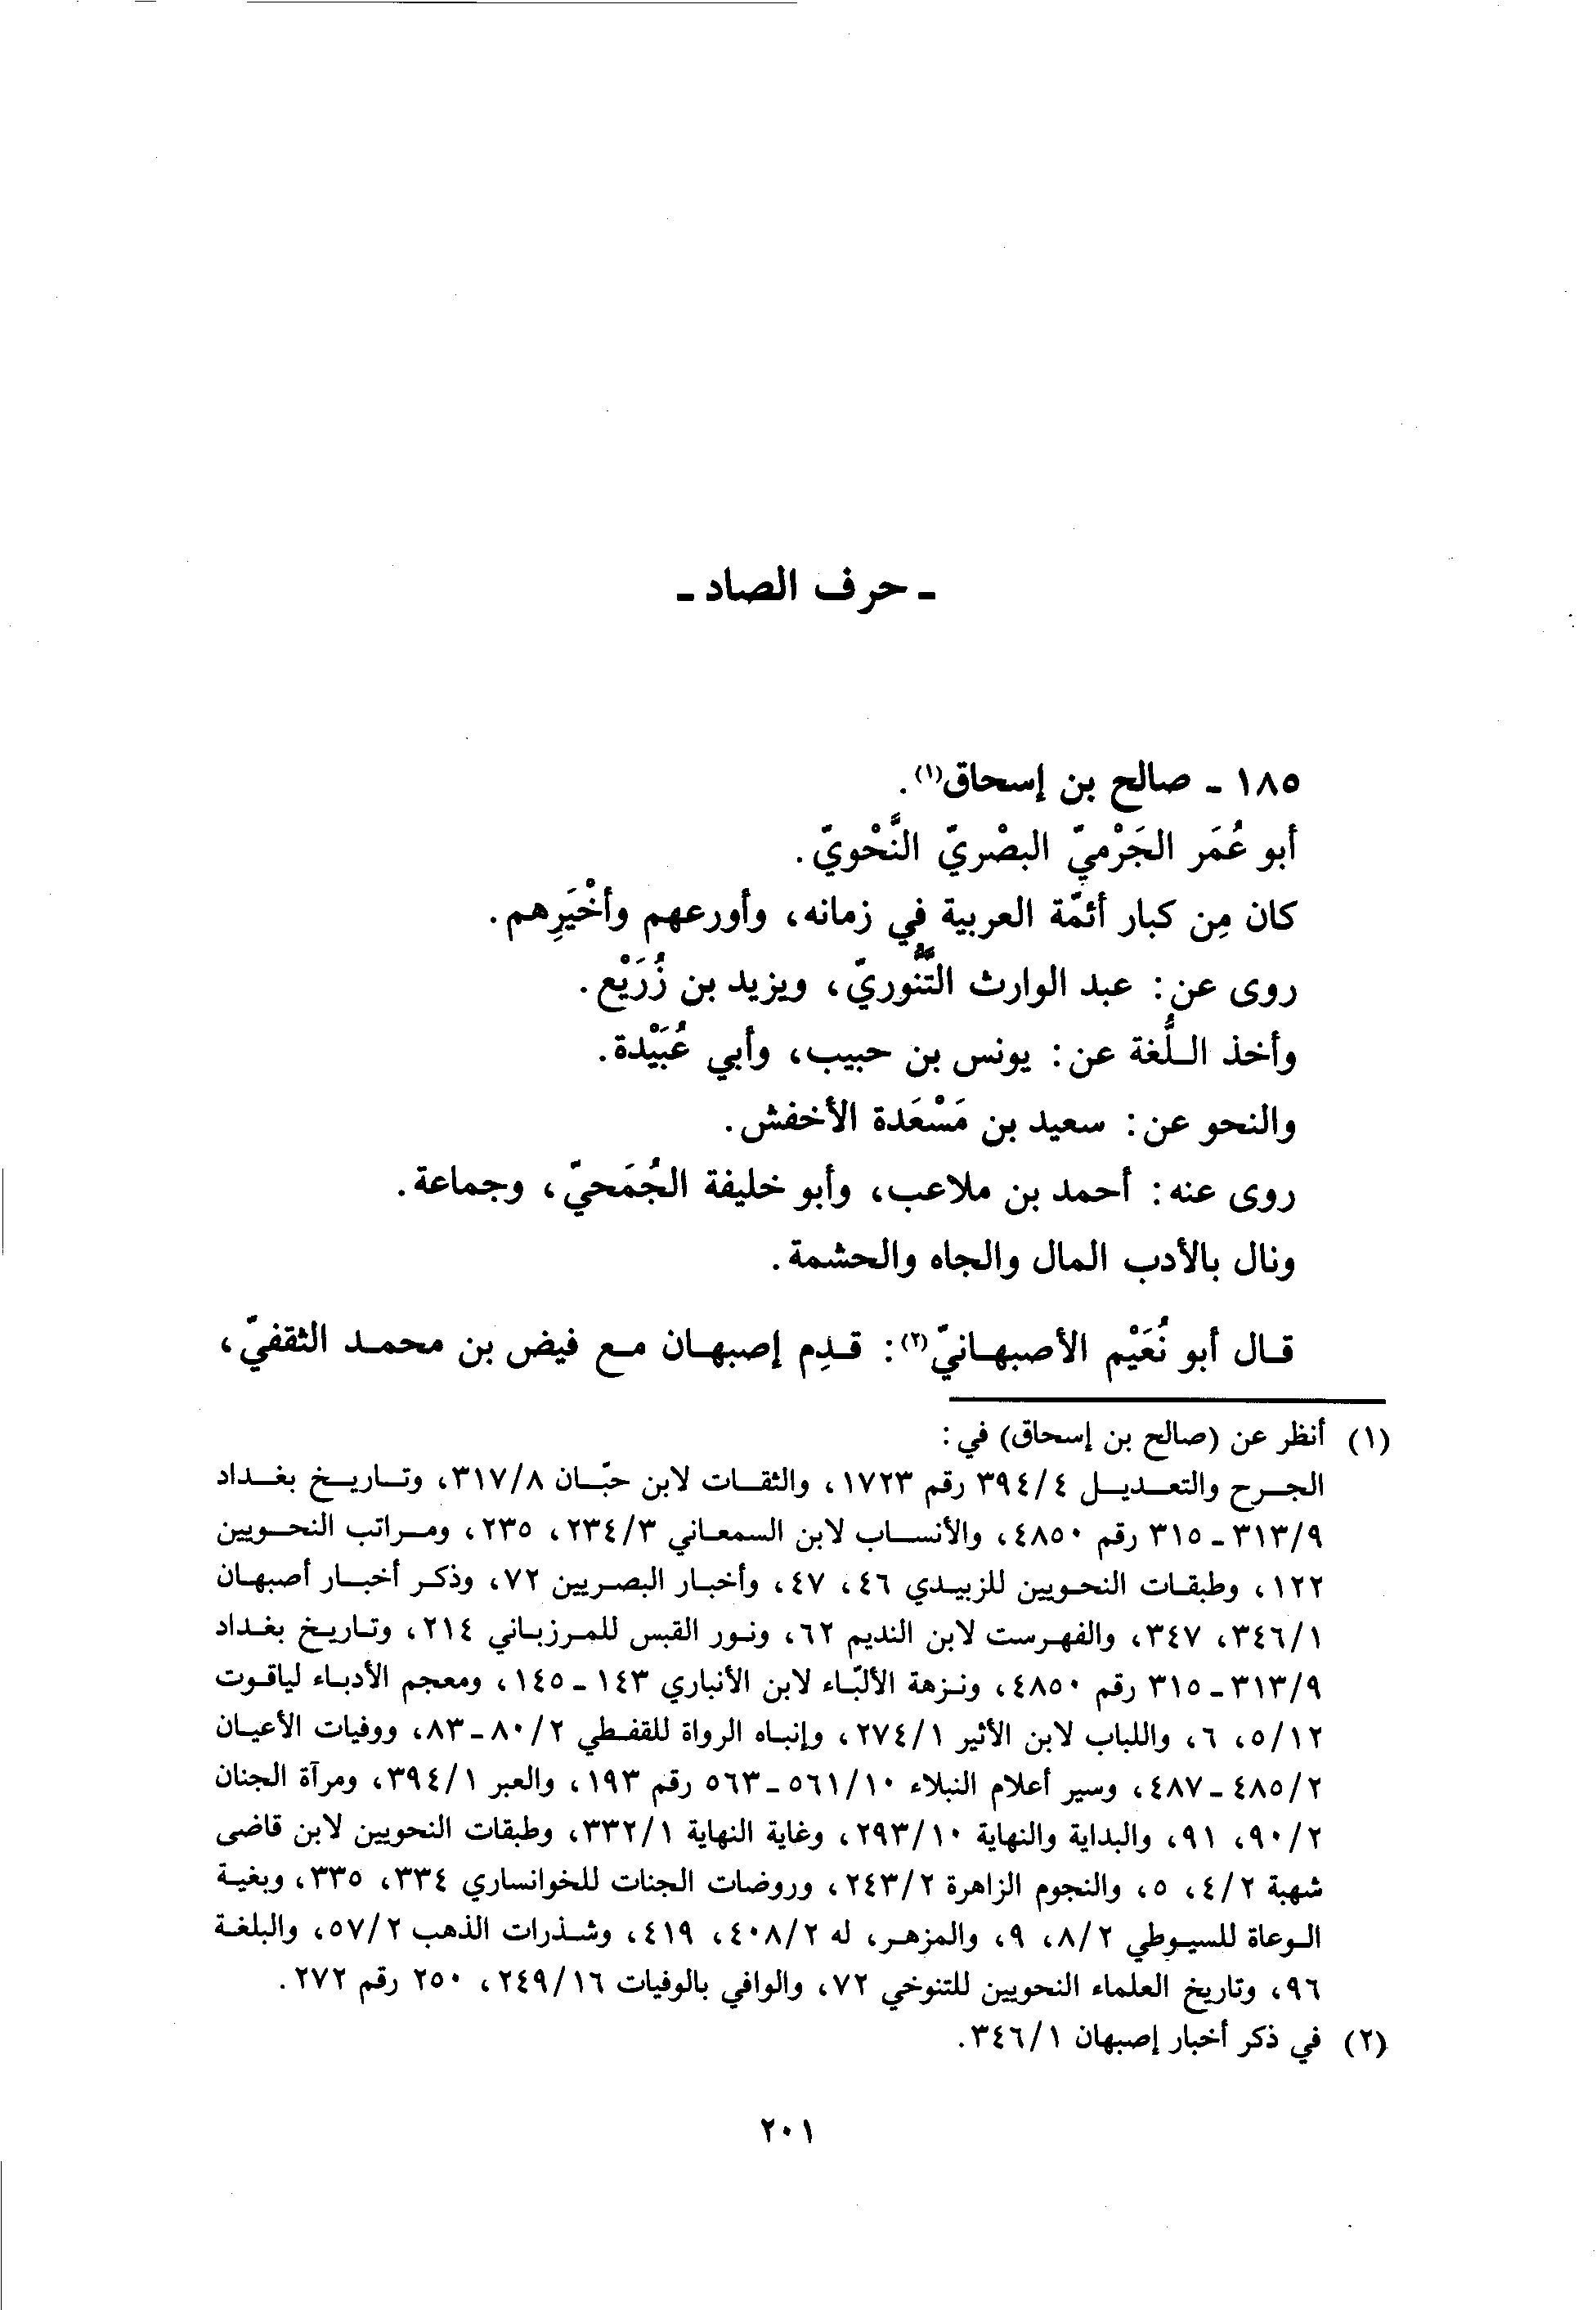 - حرف الصاد -
١٨٥ - صالح بن إسحاق(١).
أبو عُمَر الجَرْميّ البصْريّ النَّحْويّ.
كان مِن كبار أئمّة العربية في زمانه، وأورعهم وأخْيَرِهم.
روى عن: عبد الوارث التَّنُّوريّ، ويزيد بن زُرَيْع.
وأخذ اللُّغة عن: يونس بن حبيب، وأبي عُبَيْدة.
والنحو عن: سعيد بن مَسْعَدة الأخفش.
روى عنه: أحمد بن ملاعب، وأبو خليفة الجُمَحيّ، وجماعة.
ونال بالأدب المال والجاه والحشمة.
قال أبو نُعَيْم الأصبهانيّ(٢): قدِم إصبهان مع فيض بن محمد الثقفيّ،
(١) أنظر عن (صالح بن إسحاق) في:
الجرح والتعديل ٣٩٤/٤ رقم ١٧٢٣، والثقات لابن حبّان ٣١٧/٨، وتاريخ بغداد
٣١٣/٩ - ٣١٥ رقم ٤٨٥٠، والأنساب لابن السمعاني ٢٣٤/٣، ٢٣٥، ومراتب النحويين
١٢٢، وطبقات النحويين للزبيدي ٤٦، ٤٧، وأخبار البصريين ٧٢، وذكر أخبار أصبهان
٣٤٦/١، ٣٤٧، والفهرست لابن النديم ٦٢، ونور القبس للمرزباني ٢١٤، وتاريخ بغداد
٣١٣/٩ - ٣١٥ رقم ٤٨٥٠، ونزهة الألبّاء لابن الأنباري ١٤٣ - ١٤٥، ومعجم الأدباء لياقوت
٥/١٢، ٦، واللباب لابن الأثير ٢٧٤/١، وإنباه الرواة للقفطي ٨٠/٢ - ٨٣، ووفيات الأعيان
٤٨٥/٢ - ٤٨٧، وسير أعلام النبلاء ٥٦١/١٠ - ٥٦٣ رقم ١٩٣، والعبر ٣٩٤/١، ومرآة الجنان
٩٠/٢، ٩١، والبداية والنهاية ٢٩٣/١٠، وغاية النهاية ٣٣٢/١، وطبقات النحويين لابن قاضى
شهبة ٤/٢، ٥، والنجوم الزاهرة ٢٤٣/٢، وروضات الجنات للخوانساري ٣٣٤، ٣٣٥، وبغية
الوعاة للسيوطي ٨/٢، ٩، والمزهر، له ٤٠٨/٢، ٤١٩، وشذرات الذهب ٥٧/٢، والبلغة
٩٦، وتاريخ العلماء النحويين للتنوخي ٧٢، والوافي بالوفيات ٢٤٩/١٦، ٢٥٠ رقم ٢٧٢.
(٢) في ذكر أخبار إصبهان ٣٤٦/١.
٢٠١